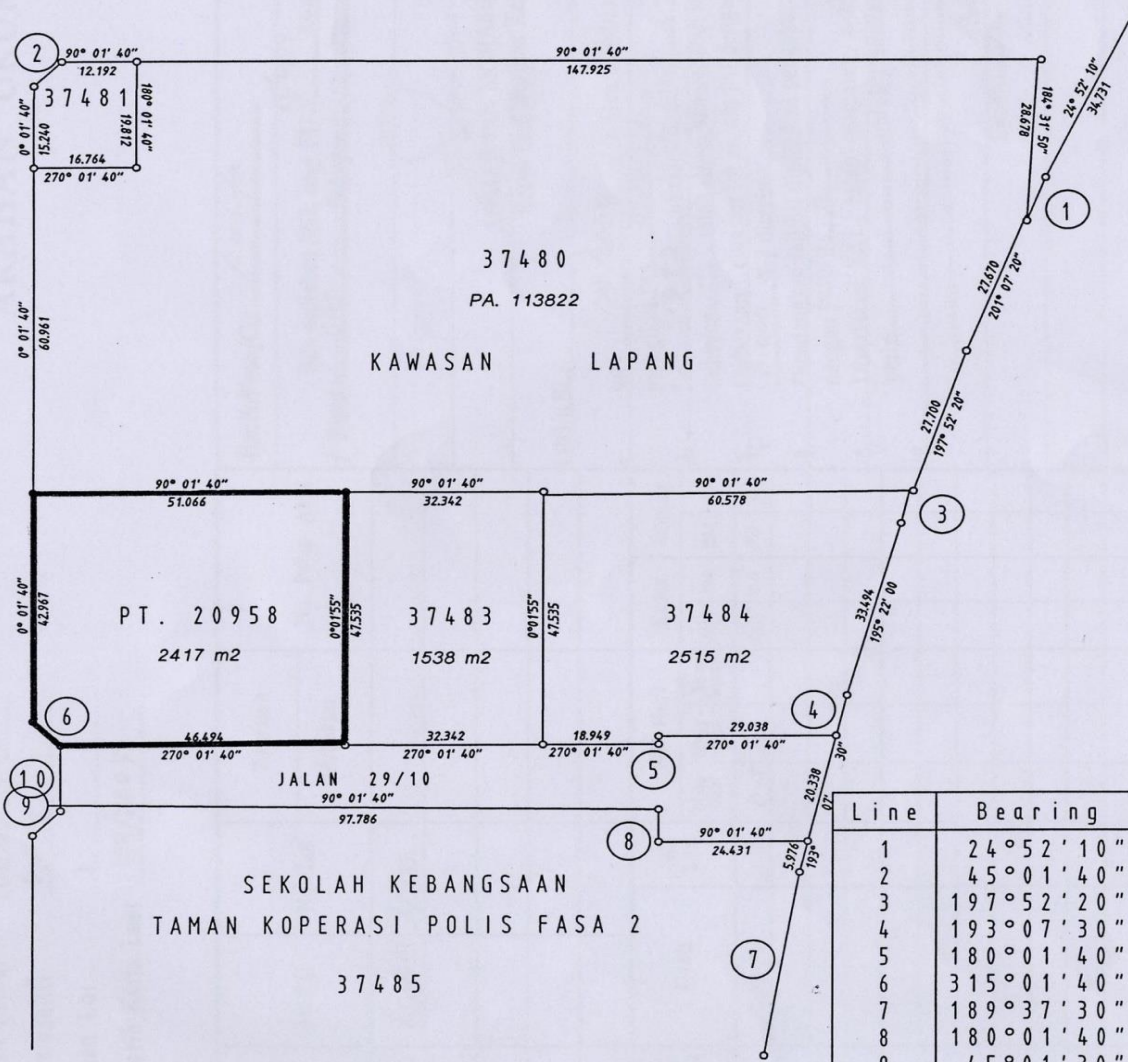 2
90° 01' 40"
12.192
90° 01' 40"
147.925
24° 52' 10"
34.731
37481
0° 01' 40"
15.240
180° 01' 40"
19.812
184° 31' 50"
28.678
16.764
270° 01' 40"
1
37480
PA. 113822
27.670
201° 07' 20"
0° 01' 40"
60.961
KAWASAN LAPANG
27.700
197° 52' 20"
90° 01' 40"
51.066
90° 01' 40"
32.342
90° 01' 40"
60.578
3
0° 01' 40"
42.967
PT. 20958
2417 m2
0°01'55"
47.535
37483
1538 m2
0°01'55"
47.535
37484
2515 m2
33.494
195° 22' 00
6
46.494
270° 01' 40"
32.342
270° 01' 40"
18.949
270° 01' 40"
29.038
270° 01' 40"
4
5
JALAN 29/10
10
9
90° 01' 40"
97.786
20.338
193° 07' 30"
8
90° 01' 40"
24.431
5.976
SEKOLAH KEBANGSAAN
TAMAN KOPERASI POLIS FASA 2
37485
7
Line Bearing
1 24°52'10"
2 45°01'40"
3 197°52'20"
4 193°07'30"
5 180°01'40"
6 315°01'40"
7 189°37'30"
8 180°01'40"